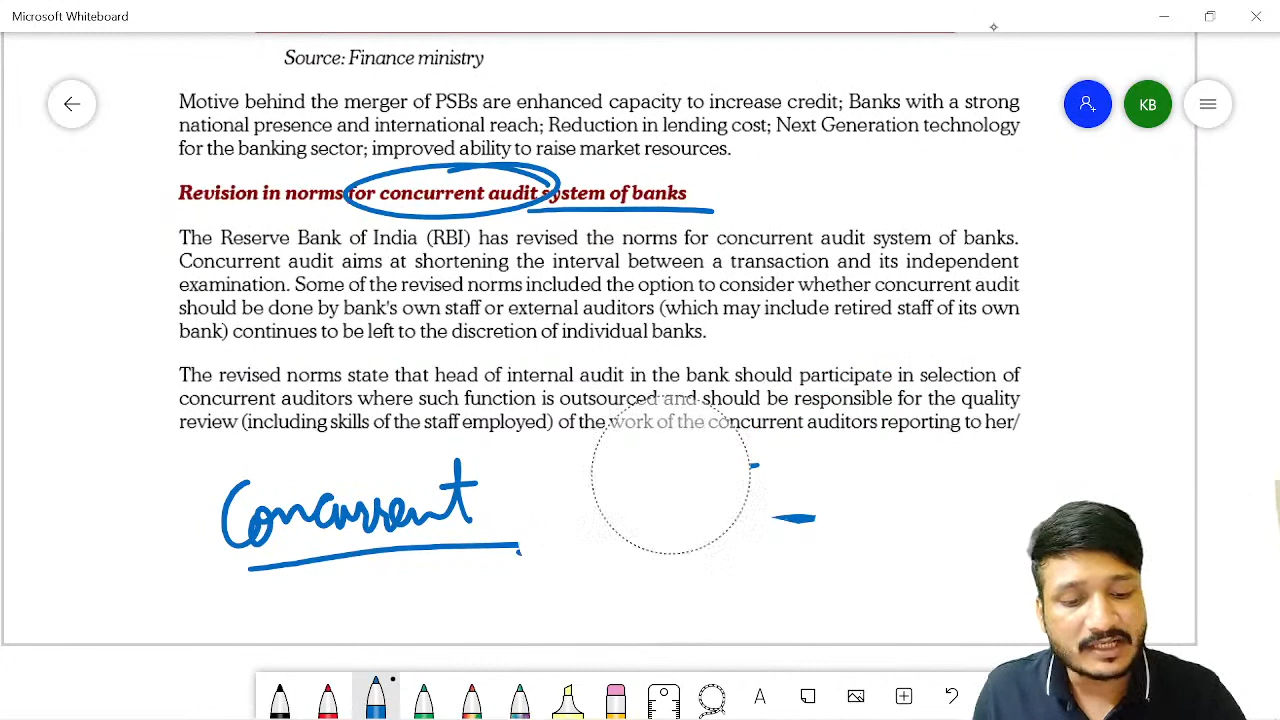 Microsoft Whiteboard
Source: Finance ministry
Motive behind the merger of PSBs are enhanced capacity to increase credit; Banks with a strong
national presence and international reach; Reduction in lending cost; Next Generation technology
for the banking sector; improved ability to raise market resources.
KB
Revision in norms for concurrent audit system of banks
The Reserve Bank of India (RBI) has revised the norms for concurrent audit system of banks.
Concurrent audit aims at shortening the interval between a transaction and its independent
examination. Some of the revised norms included the option to consider whether concurrent audit
should be done by bank's own staff or external auditors (which may include retired staff of its own
bank) continues to be left to the discretion of individual banks.
The revised norms state that head of internal audit in the bank should participate in selection of
concurrent auditors where such function is outsourced and should be responsible for the quality
review (including skills of the staff employed) of the work of the concurrent auditors reporting to her/
Concurrent
A